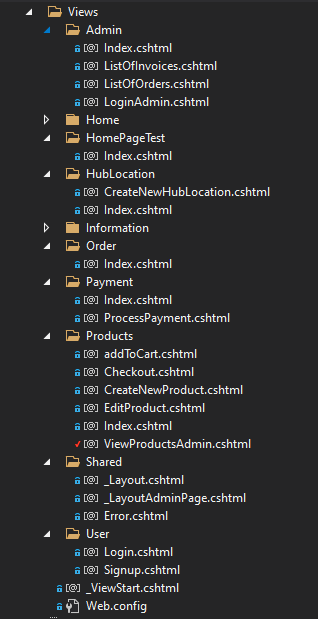 Views
Admin
Index.cshtml
ListOfInvoices.cshtml
ListOfOrders.cshtml
LoginAdmin.cshtml
Home
HomePageTest
Index.cshtml
HubLocation
CreateNewHubLocation.cshtml
Index.cshtml
Information
Order
Index.cshtml
Payment
Index.cshtml
ProcessPayment.cshtml
Products
addToCart.cshtml
Checkout.cshtml
CreateNewProduct.cshtml
EditProduct.cshtml
Index.cshtml
ViewProductsAdmin.cshtml
Shared
_Layout.cshtml
_LayoutAdminPage.cshtml
Error.cshtml
User
Login.cshtml
Signup.cshtml
_ViewStart.cshtml
Web.config